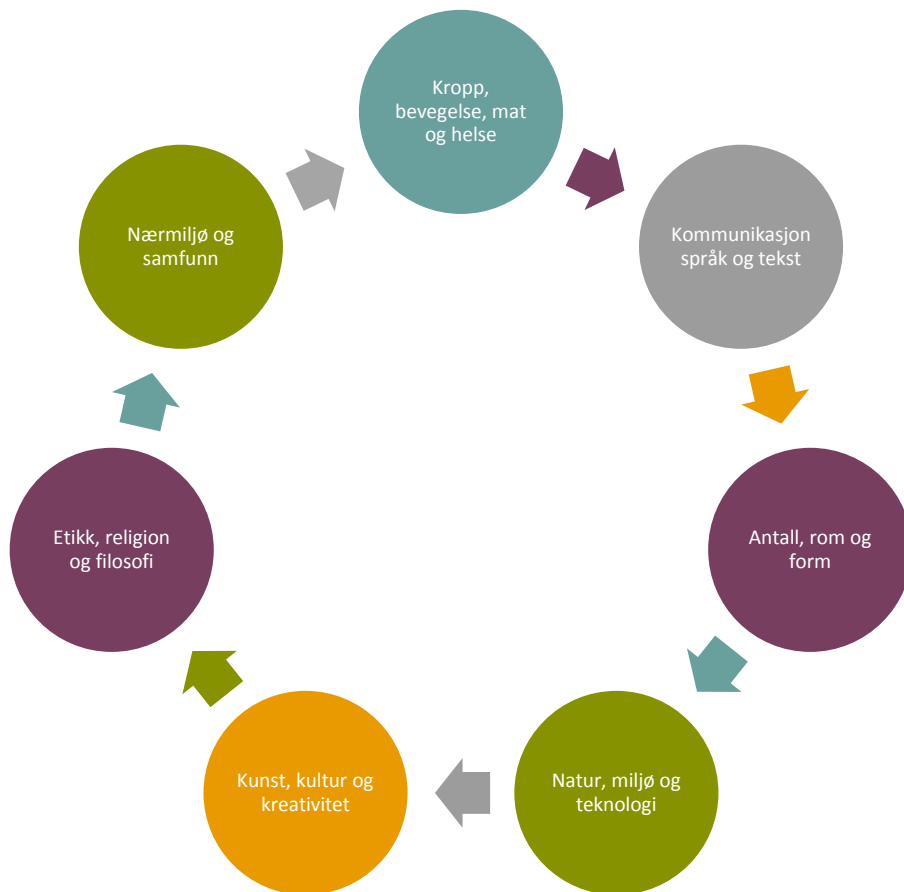 Kropp,
bevegelse, mat
og helse
Kommunikasjon
språk og tekst
Antall, rom og
form
Natur, miljø og
teknologi
Kunst, kultur og
kreativitet
Etikk, religion
og filosofi
Nærmiljø og
samfunn